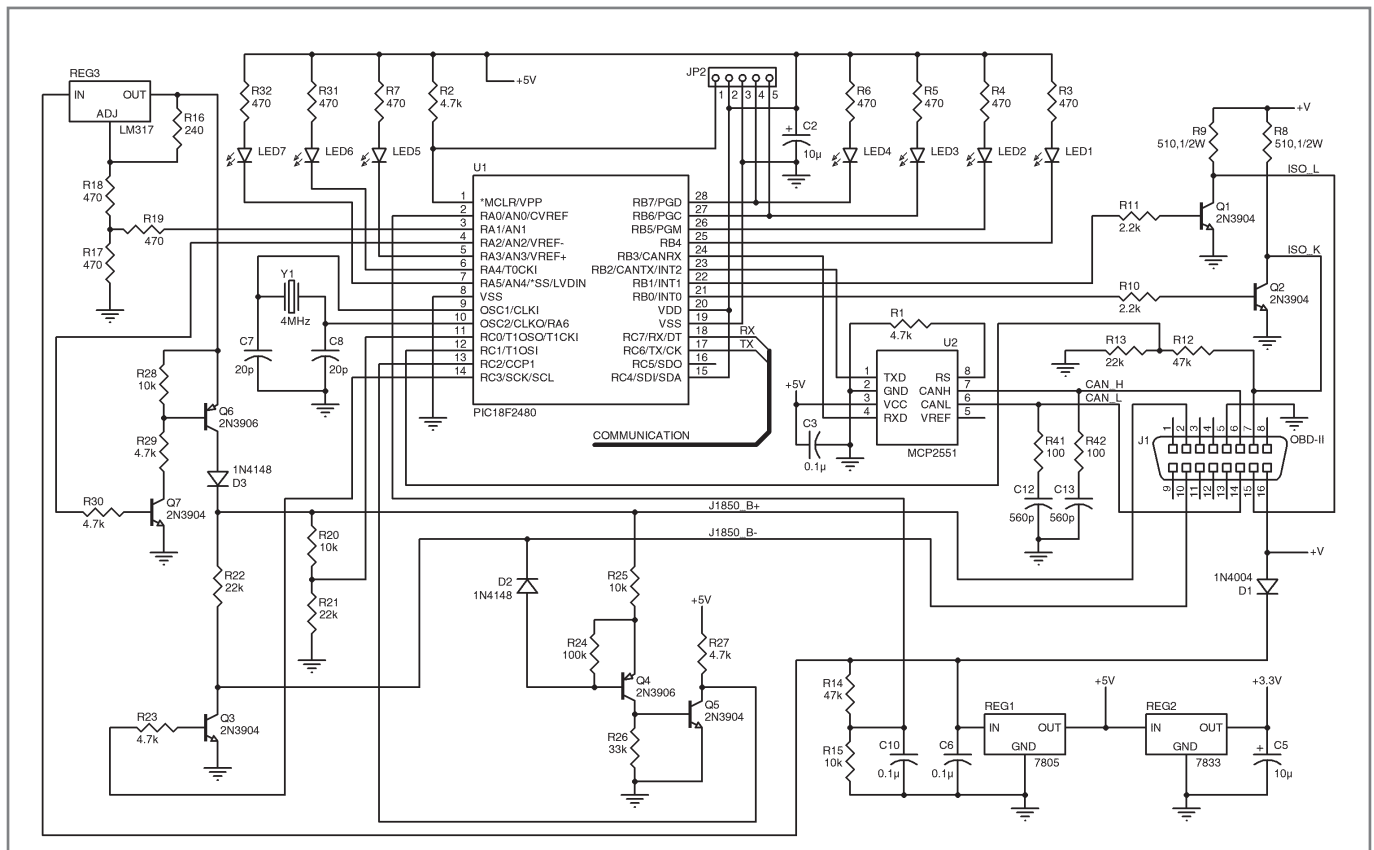 REG3
IN OUT
ADJ
LM317
R16
240
R18
470
R19
470
R17
470
R32
470
R31
470
R7
470
R2
4.7k
+5V
LED7
LED6
LED5
JP2
1 2 3 4 5
C2
+
10µ
R6
470
R5
470
R4
470
R3
470
LED4
LED3
LED2
LED1
+V
R9
510,1/2W
R8
510,1/2W
ISO_L
ISO_K
Q1
2N3904
R11
2.2k
Q2
2N3904
R10
2.2k
U1
1 *MCLR/VPP RB7/PGD 28
2 RA0/AN0/CVREF RB6/PGC 27
3 RA1/AN1 RB5/PGM 26
4 RA2/AN2/VREF- RB4 25
5 RA3/AN3/VREF+ RB3/CANRX 24
6 RA4/T0CKI RB2/CANTX/INT2 23
7 RA5/AN4/*SS/LVDIN RB1/INT1 22
8 VSS RB0/INT0 21
9 OSC1/CLKI VDD 20
10 OSC2/CLKO/RA6 VSS 19
11 RC0/T1OSO/T1CKI RC7/RX/DT 18 RX
12 RC1/T1OSI RC6/TX/CK 17 TX
13 RC2/CCP1 RC5/SDO 16
14 RC3/SCK/SCL RC4/SDI/SDA 15
PIC18F2480
COMMUNICATION
Y1
4MHz
C7
20p
C8
20p
R1
4.7k
U2
1 TXD RS 8
2 GND CANH 7
3 VCC CANL 6
4 RXD VREF 5
MCP2551
+5V
C3
0.1µ
R13
22k
R12
47k
CAN_H
CAN_L
R41
100
R42
100
C12
560p
C13
560p
J1
OBD-II
1 2 3 4 5 6 7 8
9 10 11 12 13 14 15 16
R28
10k
Q6
2N3906
R29
4.7k
1N4148
D3
R30
4.7k
Q7
2N3904
J1850_B+
J1850_B-
R20
10k
R21
22k
R22
22k
D2
1N4148
R25
10k
R24
100k
+5V
R27
4.7k
Q4
2N3906
Q5
2N3904
R26
33k
Q3
2N3904
R23
4.7k
+V
1N4004
D1
R14
47k
R15
10k
C10
0.1µ
C6
0.1µ
REG1
IN OUT
GND
7805
+5V
REG2
IN OUT
GND
7833
+3.3V
C5
+
10µ